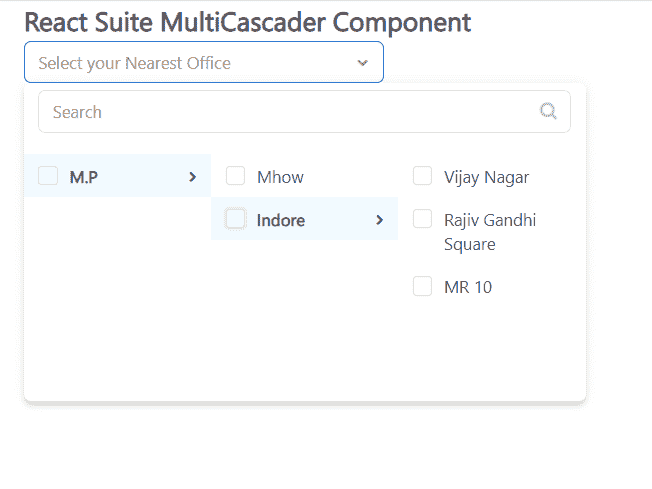 React Suite MultiCascader Component
Select your Nearest Office
Search
M.P
Mhow
Indore
Vijay Nagar
Rajiv Gandhi
Square
MR 10